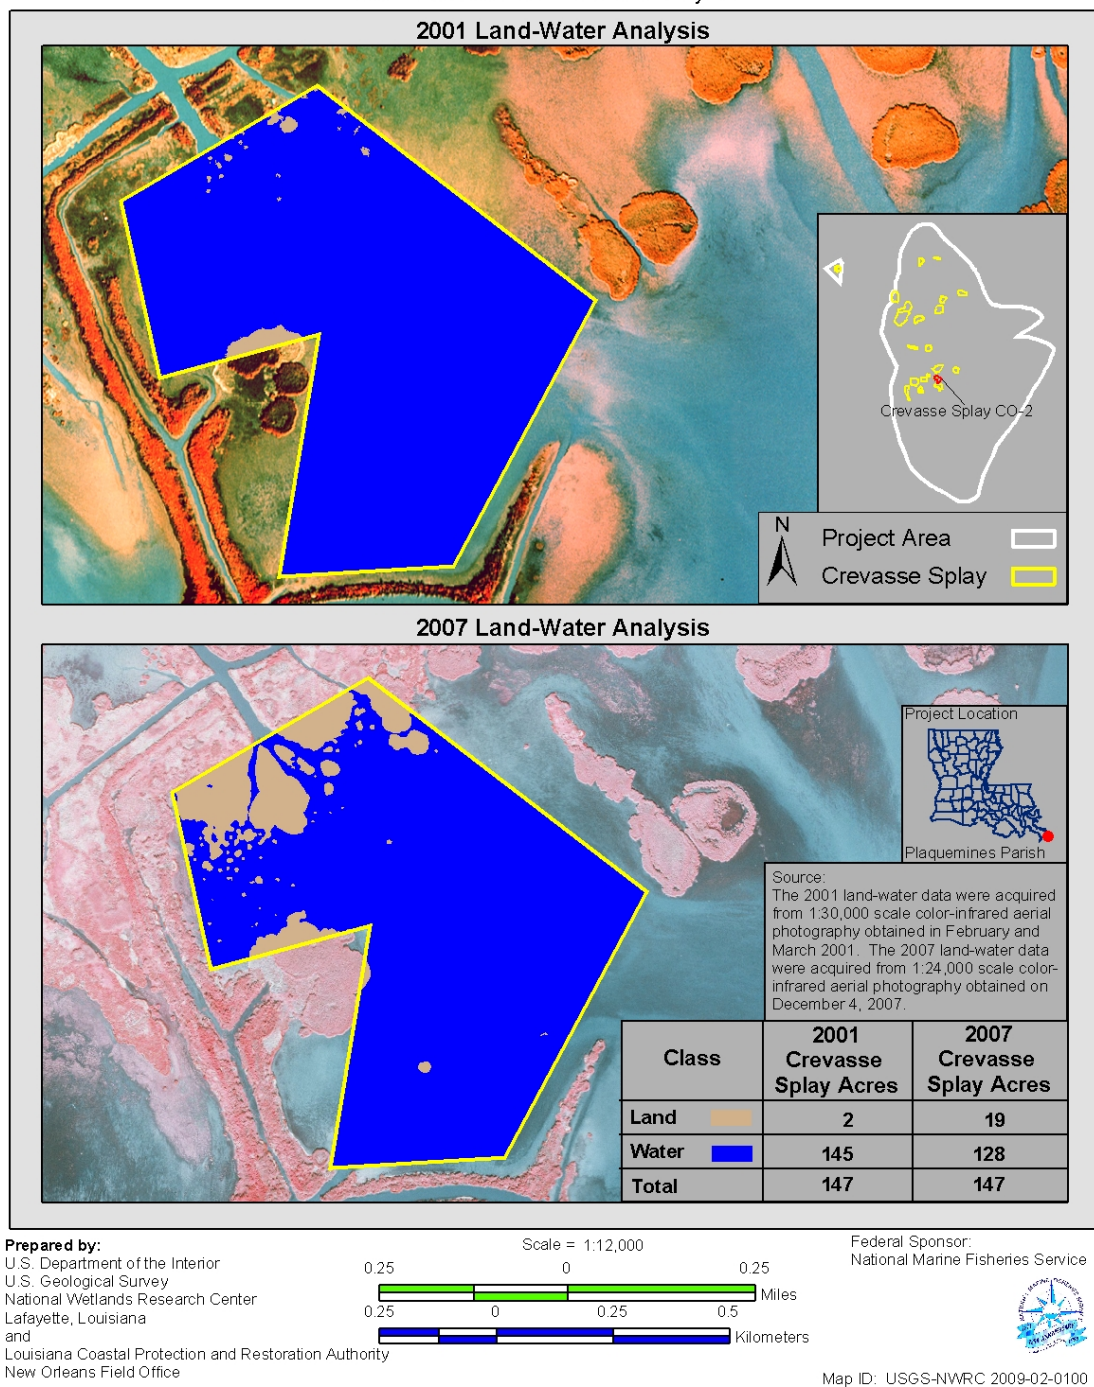 2001 Land-Water Analysis
Crevasse Splay CO-2
N
Project Area
Crevasse Splay
2007 Land-Water Analysis
Project Location
Plaquemines Parish
Source:
The 2001 land-water data were acquired
from 1:30,000 scale color-infrared aerial
photography obtained in February and
March 2001. The 2007 land-water data
were acquired from 1:24,000 scale color-
infrared aerial photography obtained on
December 4, 2007.
Class 2001 Crevasse Splay Acres 2007 Crevasse Splay Acres
Land 2 19
Water 145 128
Total 147 147
Prepared by:
U.S. Department of the Interior
U.S. Geological Survey
National Wetlands Research Center
Lafayette, Louisiana
and
Louisiana Coastal Protection and Restoration Authority
New Orleans Field Office
Scale = 1:12,000
0.25 0 0.25
Miles
0.25 0 0.25 0.5
Kilometers
Federal Sponsor:
National Marine Fisheries Service
Map ID: USGS-NWRC 2009-02-0100